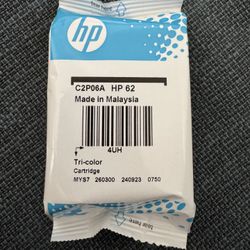 hp
C2P06A HP 62
Made in Malaysia
4UH
Tri-color
Cartridge
MYS7 260300 240923 0750